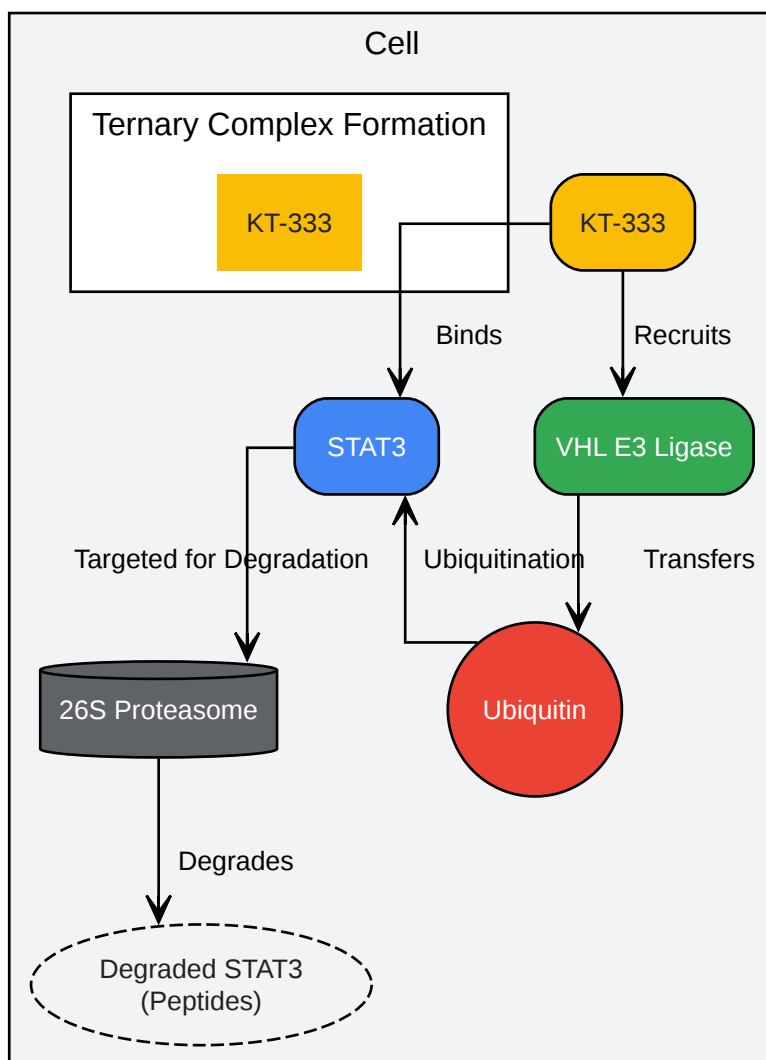 Cell
Ternary Complex Formation
KT-333
KT-333
Binds
Recruits
STAT3
VHL E3 Ligase
Targeted for Degradation
Ubiquitination
Transfers
26S Proteasome
Ubiquitin
Degrades
Degraded STAT3
(Peptides)